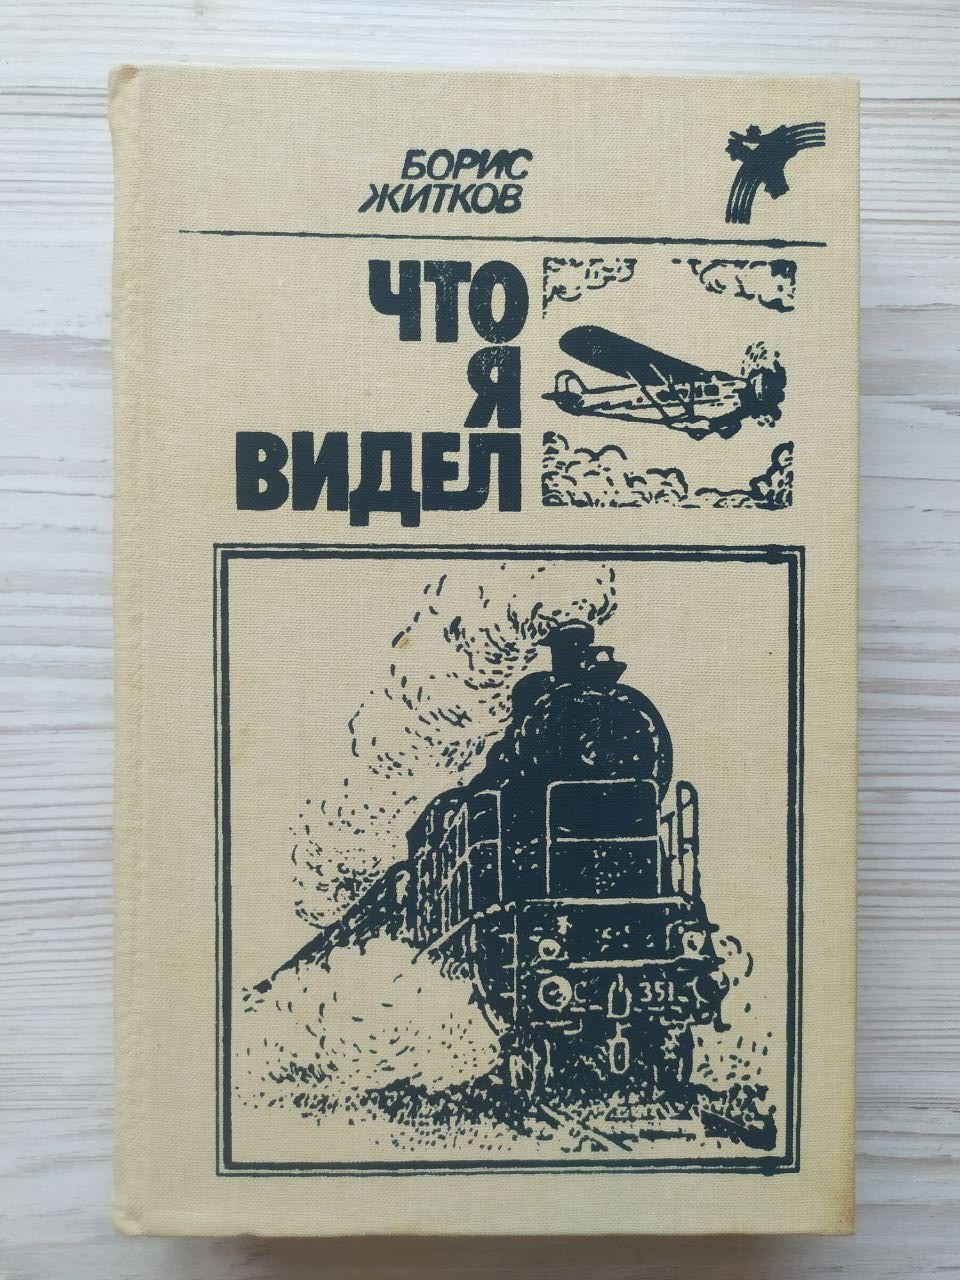 БОРИС
ЖИТКОВ
ЧТО
Я
ВИДЕЛ
С 351